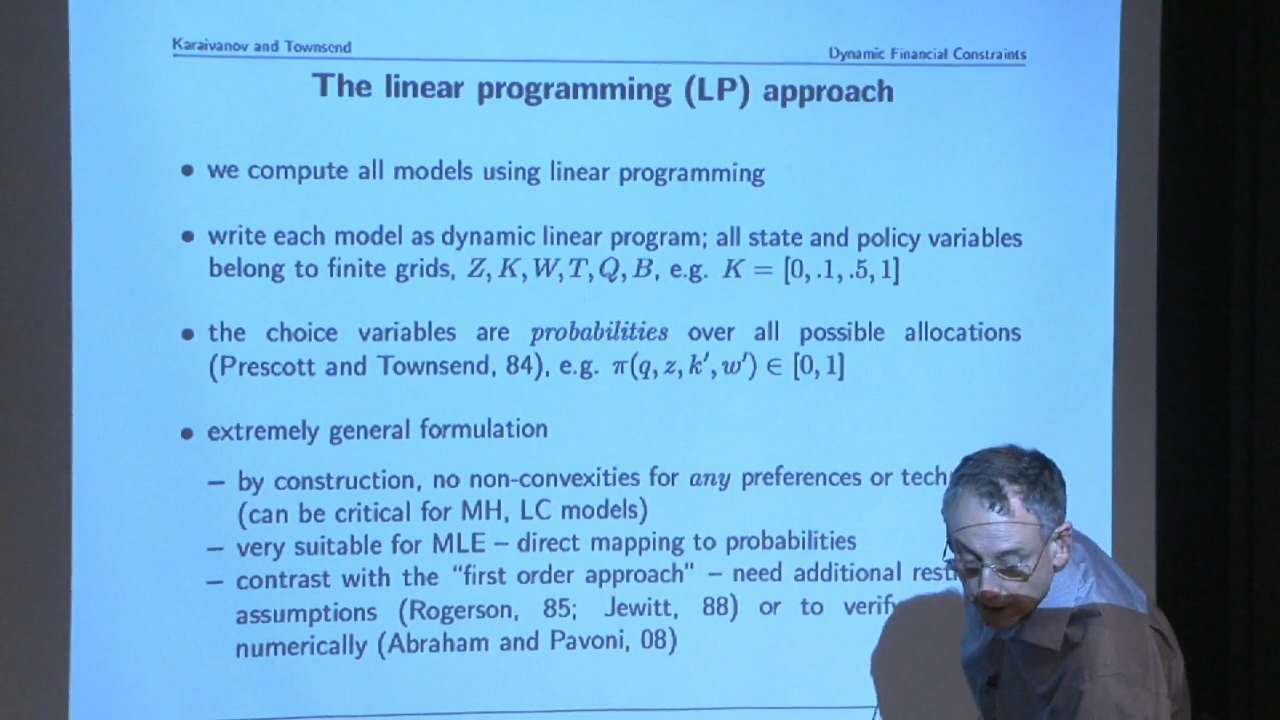 Karaivanov and Townsend
Dynamic Financial Constraints
The linear programming (LP) approach
• we compute all models using linear programming
• write each model as dynamic linear program; all state and policy variables
belong to finite grids, Z, K, W, T, Q, B, e.g. K = [0, .1, .5, 1]
• the choice variables are probabilities over all possible allocations
(Prescott and Townsend, 84), e.g. π(q, z, k′, w′) ∈ [0, 1]
• extremely general formulation
– by construction, no non-convexities for any preferences or
(can be critical for MH, LC models)
– very suitable for MLE – direct mapping to probabilities
– contrast with the "first order approach" – need additional
assumptions (Rogerson, 85; Jewitt, 88) or to
numerically (Abraham and Pavoni, 08)